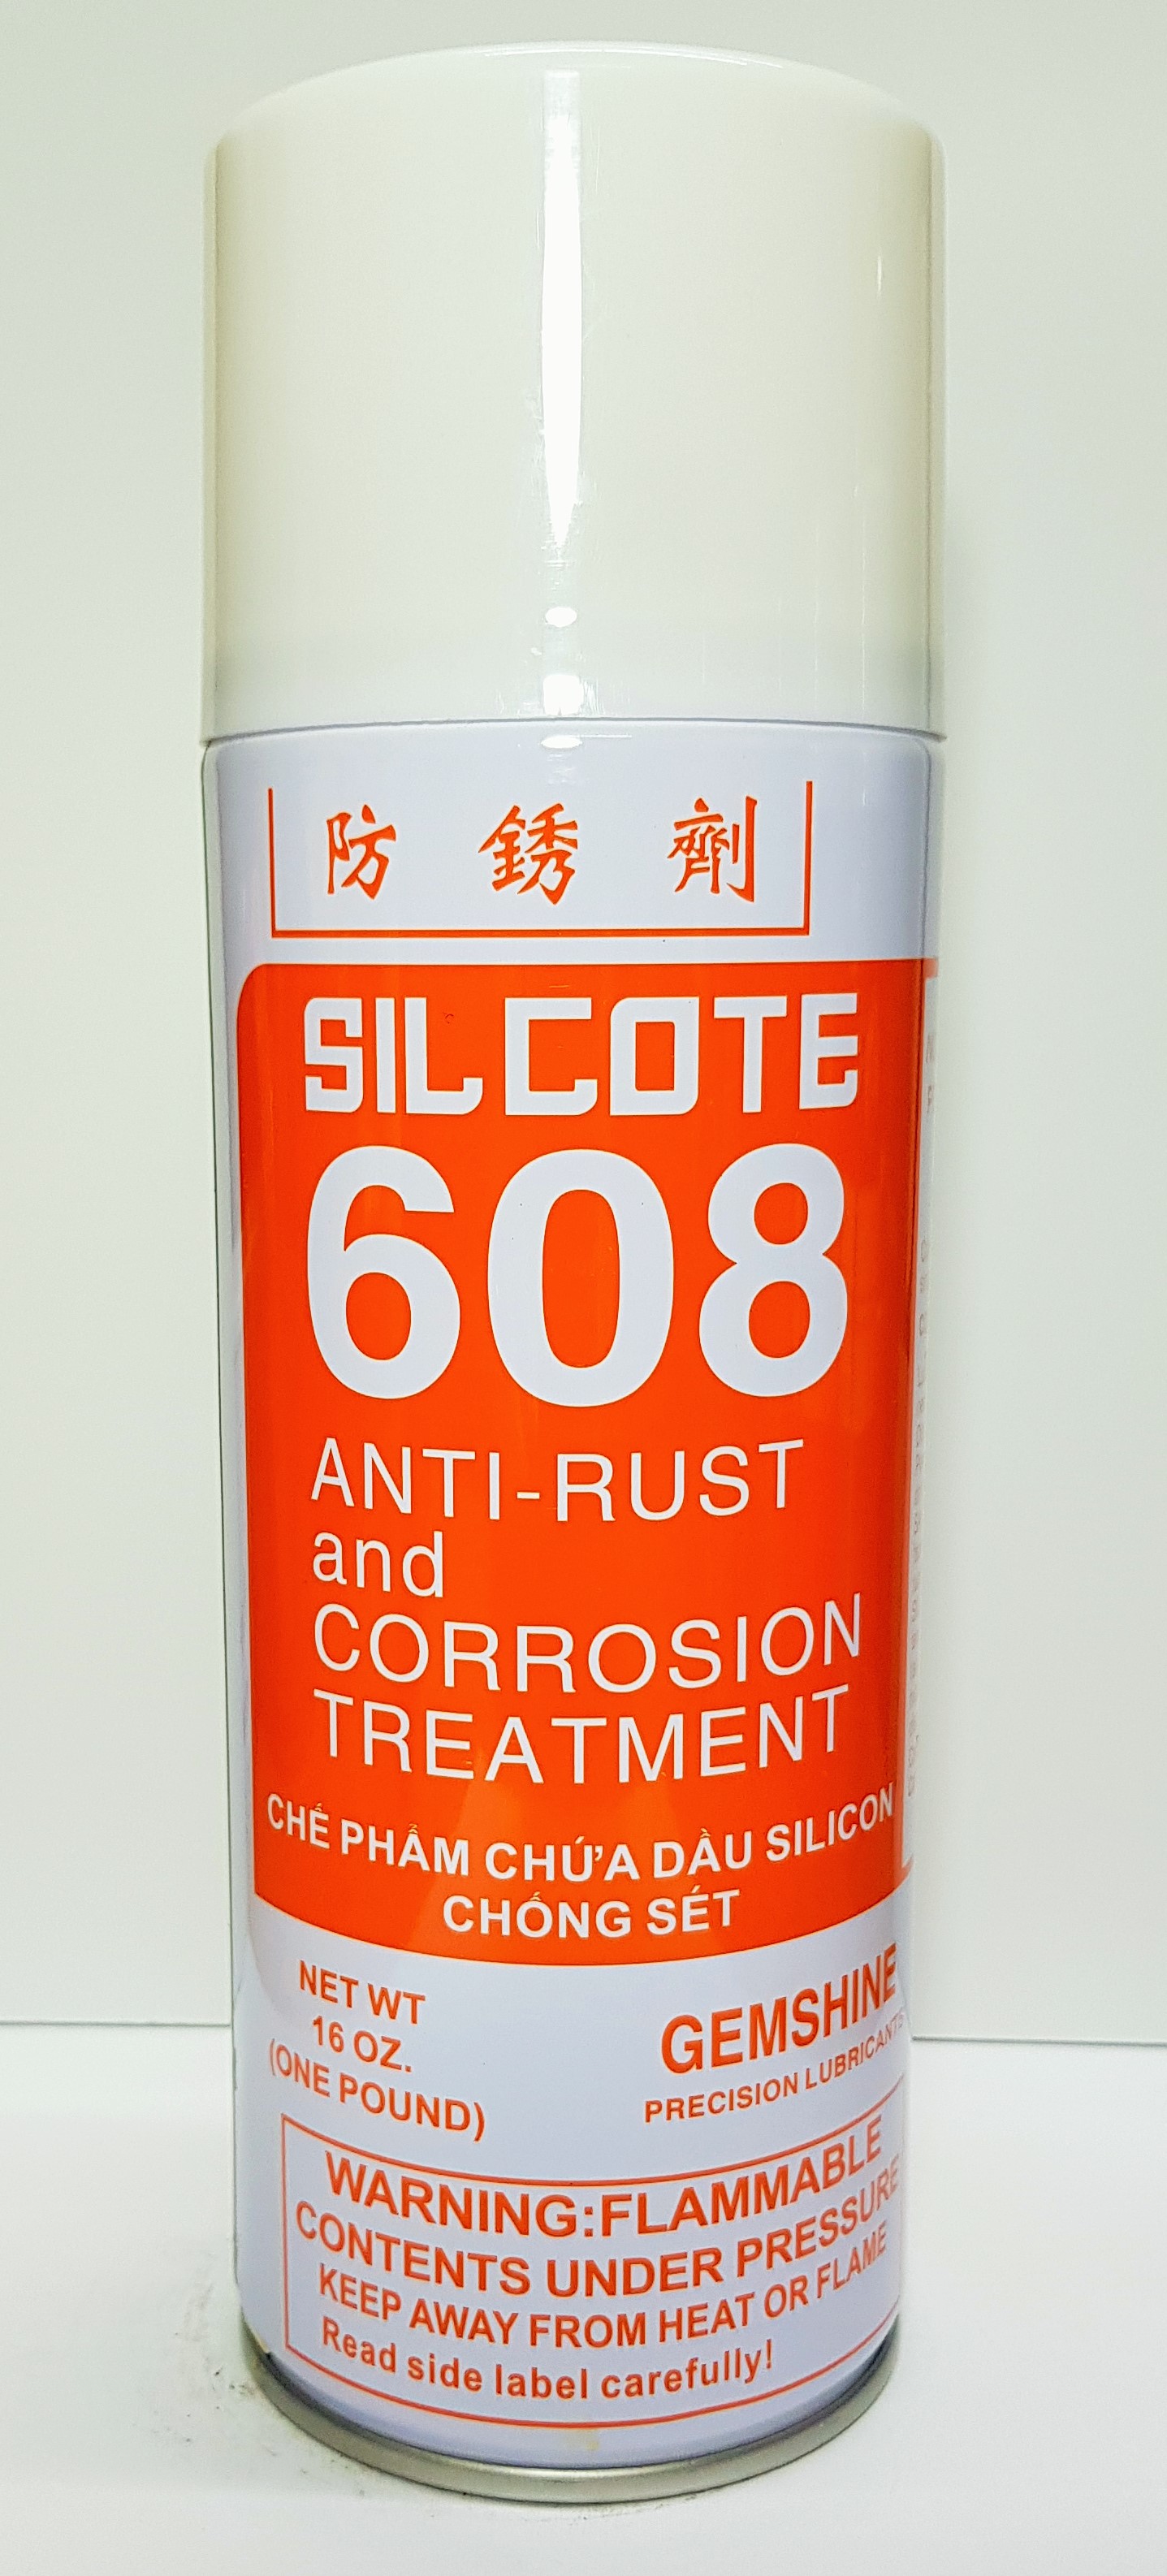 防銹劑
SILCOTE
608
ANTI-RUST
and
CORROSION
TREATMENT
CHẾ PHẨM CHỨA DẦU SILICON
CHỐNG SÉT
NET WT
16 OZ.
(ONE POUND)
GEMSHINE
PRECISION LUBRICANTS
WARNING:FLAMMABLE
CONTENTS UNDER PRESSURE
KEEP AWAY FROM HEAT OR FLAME
Read side label carefully!